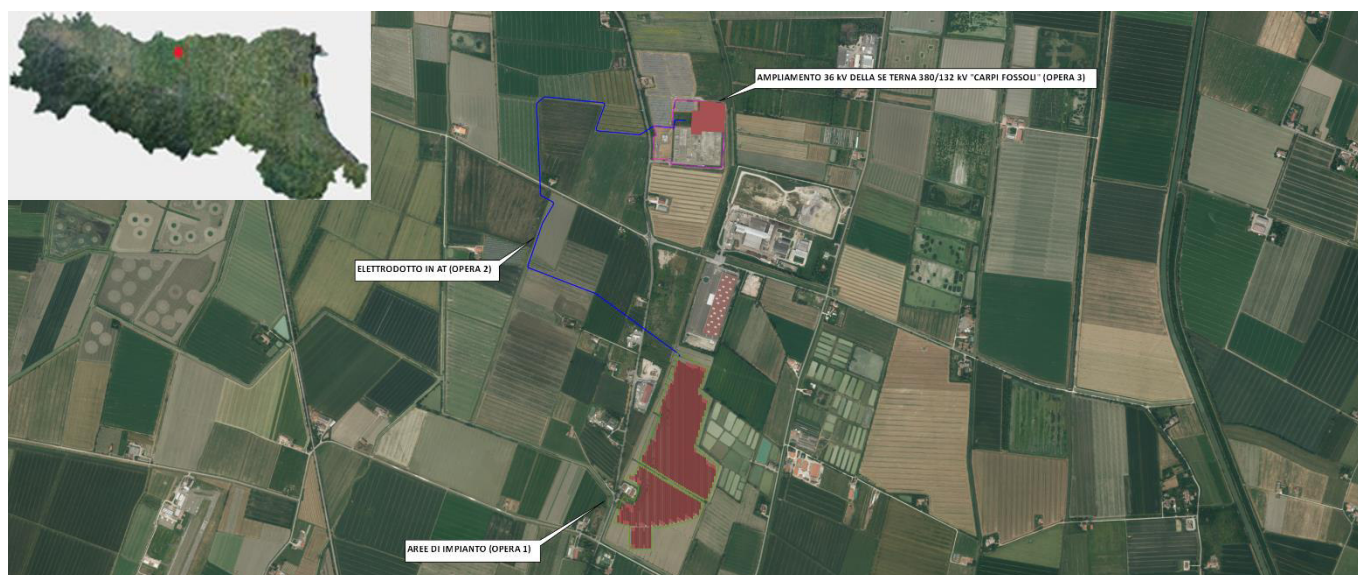 AMPLIAMENTO 36 kV DELLA SE TERNA 380/132 kV "CARPI FOSSOLI" (OPERA 3)
ELETTRODOTTO IN AT (OPERA 2)
AREE DI IMPIANTO (OPERA 1)